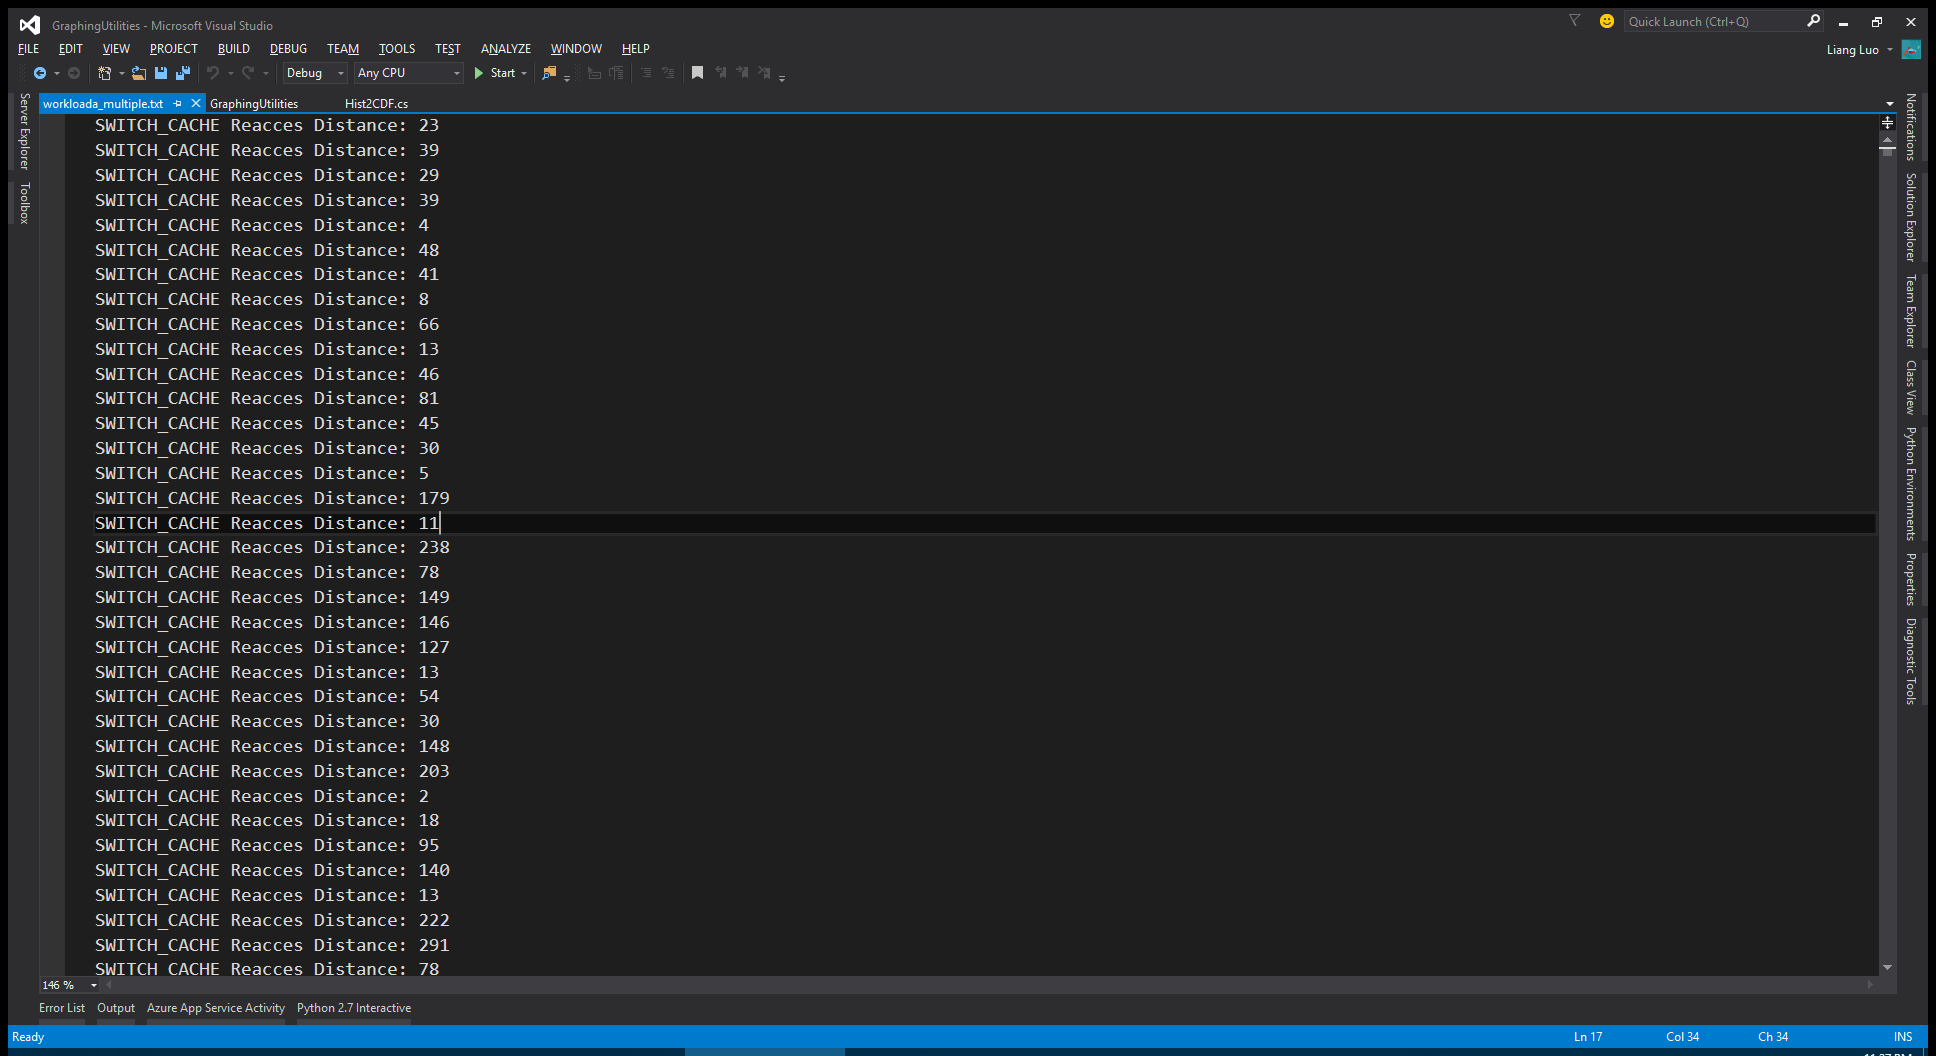 GraphingUtilities - Microsoft Visual Studio
Quick Launch (Ctrl+Q)
FILE EDIT VIEW PROJECT BUILD DEBUG TEAM TOOLS TEST ANALYZE WINDOW HELP
Liang Luo
Debug Any CPU Start
Server Explorer
Toolbox
workloada_multiple.txt GraphingUtilities Hist2CDF.cs
SWITCH_CACHE Reacces Distance: 23
SWITCH_CACHE Reacces Distance: 39
SWITCH_CACHE Reacces Distance: 29
SWITCH_CACHE Reacces Distance: 39
SWITCH_CACHE Reacces Distance: 4
SWITCH_CACHE Reacces Distance: 48
SWITCH_CACHE Reacces Distance: 41
SWITCH_CACHE Reacces Distance: 8
SWITCH_CACHE Reacces Distance: 66
SWITCH_CACHE Reacces Distance: 13
SWITCH_CACHE Reacces Distance: 46
SWITCH_CACHE Reacces Distance: 81
SWITCH_CACHE Reacces Distance: 45
SWITCH_CACHE Reacces Distance: 30
SWITCH_CACHE Reacces Distance: 5
SWITCH_CACHE Reacces Distance: 179
SWITCH_CACHE Reacces Distance: 11
SWITCH_CACHE Reacces Distance: 238
SWITCH_CACHE Reacces Distance: 78
SWITCH_CACHE Reacces Distance: 149
SWITCH_CACHE Reacces Distance: 146
SWITCH_CACHE Reacces Distance: 127
SWITCH_CACHE Reacces Distance: 13
SWITCH_CACHE Reacces Distance: 54
SWITCH_CACHE Reacces Distance: 30
SWITCH_CACHE Reacces Distance: 148
SWITCH_CACHE Reacces Distance: 203
SWITCH_CACHE Reacces Distance: 2
SWITCH_CACHE Reacces Distance: 18
SWITCH_CACHE Reacces Distance: 95
SWITCH_CACHE Reacces Distance: 140
SWITCH_CACHE Reacces Distance: 13
SWITCH_CACHE Reacces Distance: 222
SWITCH_CACHE Reacces Distance: 291
SWITCH_CACHE Reacces Distance: 78
Notifications
Solution Explorer
Team Explorer
Class View
Python Environments
Properties
Diagnostic Tools
146 %
Error List Output Azure App Service Activity Python 2.7 Interactive
Ready Ln 17 Col 34 Ch 34 INS